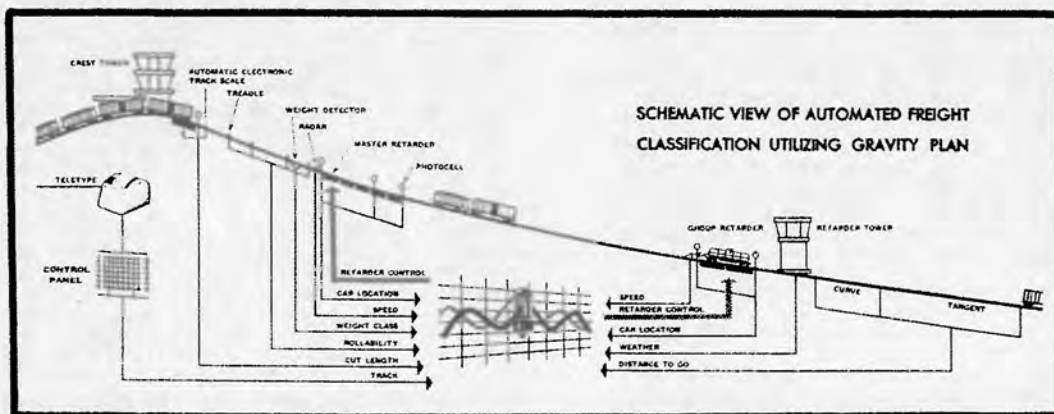 SCHEMATIC VIEW OF AUTOMATED FREIGHT
CLASSIFICATION UTILIZING GRAVITY PLAN
CREST TOWER
AUTOMATIC ELECTRONIC
TRACK SCALE
TREADLE
WEIGHT DETECTOR
RADAR
MASTER RETARDER
PHOTOCELL
TELETYPE
CONTROL
PANEL
GROUP RETARDER
RETARDER TOWER
RETARDER CONTROL
CAR LOCATION
SPEED
WEIGHT CLASS
ROLLABILITY
CUT LENGTH
TRACK
SPEED
RETARDER CONTROL
CAR LOCATION
WEATHER
DISTANCE TO GO
CURVE
TANGENT